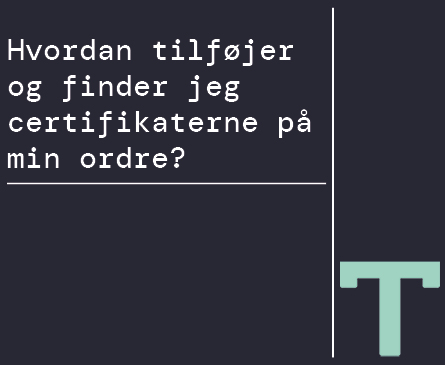 Hvordan tilføjer
og finder jeg
certifikaterne på
min ordre?
T